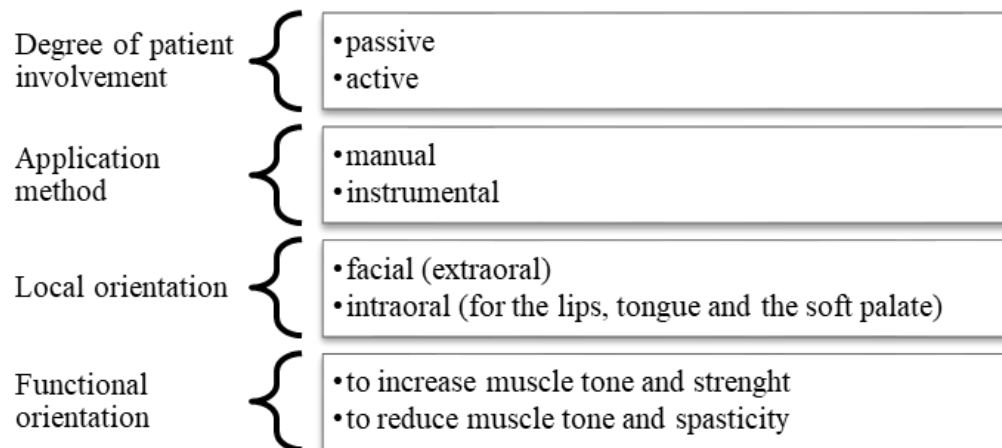 Degree of patient
involvement
•passive
•active
Application
method
•manual
•instrumental
Local orientation
•facial (extraoral)
•intraoral (for the lips, tongue and the soft palate)
Functional
orientation
•to increase muscle tone and strenght
•to reduce muscle tone and spasticity